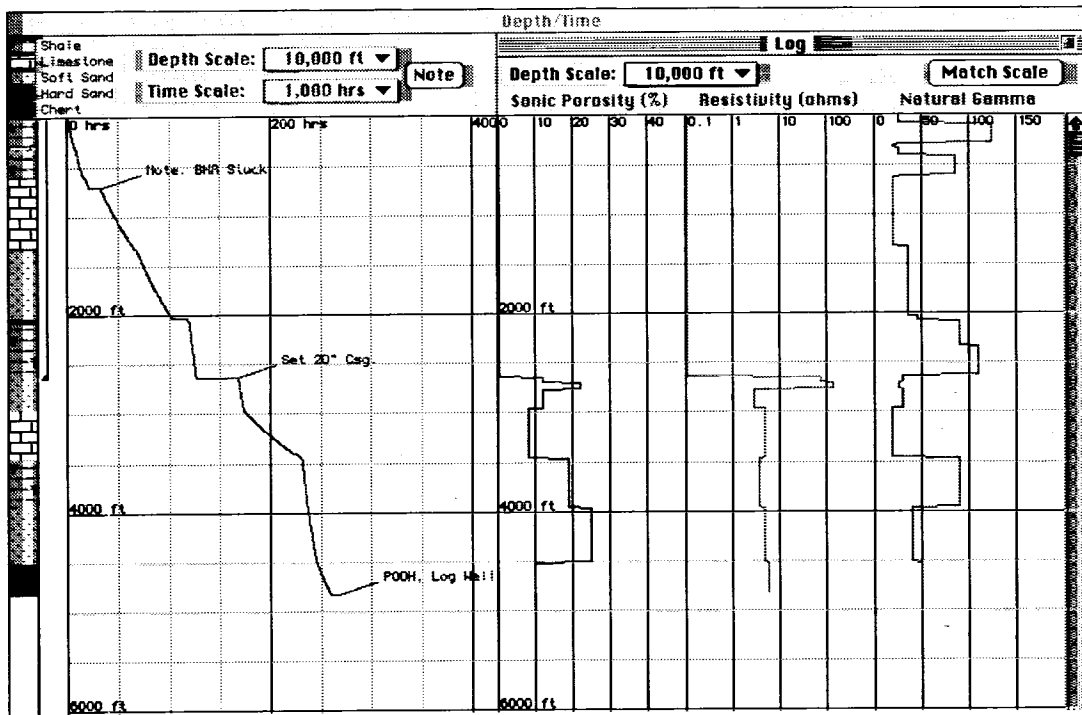 Depth/Time
Shale
Limestone
Soft Sand
Hard Sand
Chert
Depth Scale: 10,000 ft
Time Scale: 1,000 hrs
Note
Log
Depth Scale: 10,000 ft
Match Scale
Sonic Porosity (%) Resistivity (ohms) Natural Gamma
0 hrs 200 hrs 400
0 10 20 30 40 0.1 1 10 100 0 50 100 150
Note: BHA Stuck
2000 ft 2000 ft
Set 20" Csg.
4000 ft 4000 ft
POOH, Log Well
6000 ft 6000 ft